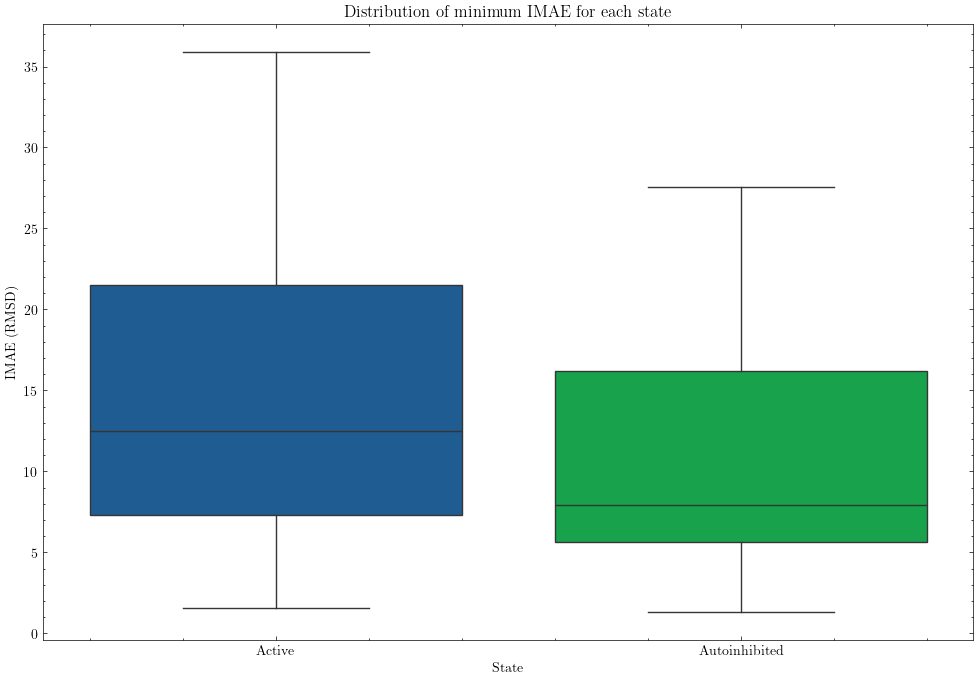 Distribution of minimum IMAE for each state
35
30
25
20
15
10
5
0
IMAE (RMSD)
Active
Autoinhibited
State